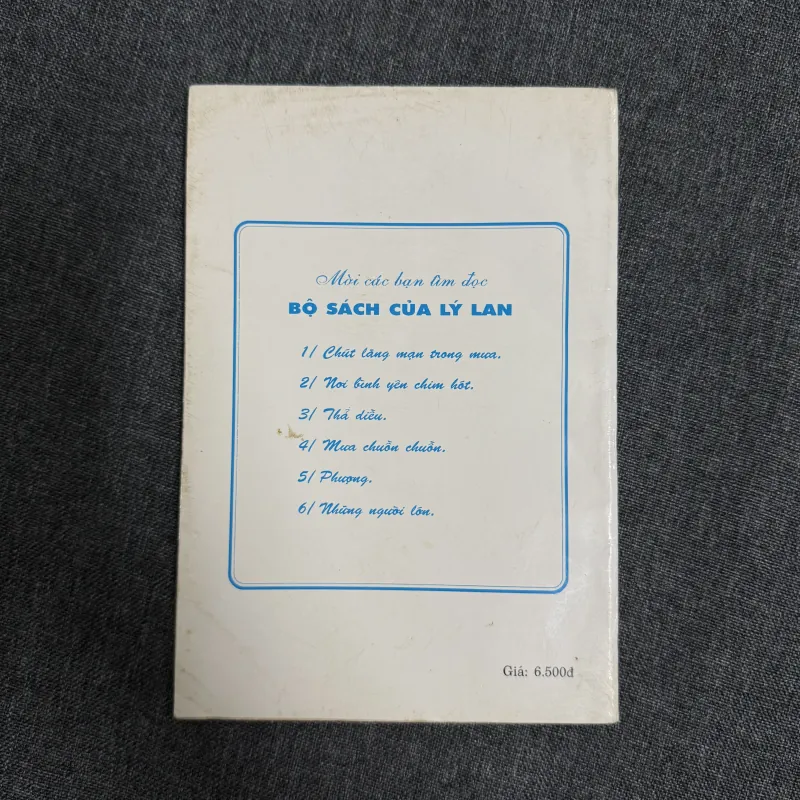 Mời các bạn tìm đọc
BỘ SÁCH CỦA LÝ LAN
1/ Chút lãng mạn trong mưa.
2/ Nơi bình yên chim hót.
3/ Thả diều.
4/ Mưa chuồn chuồn.
5/ Phượng.
6/ Những người lớn.
Giá: 6.500đ